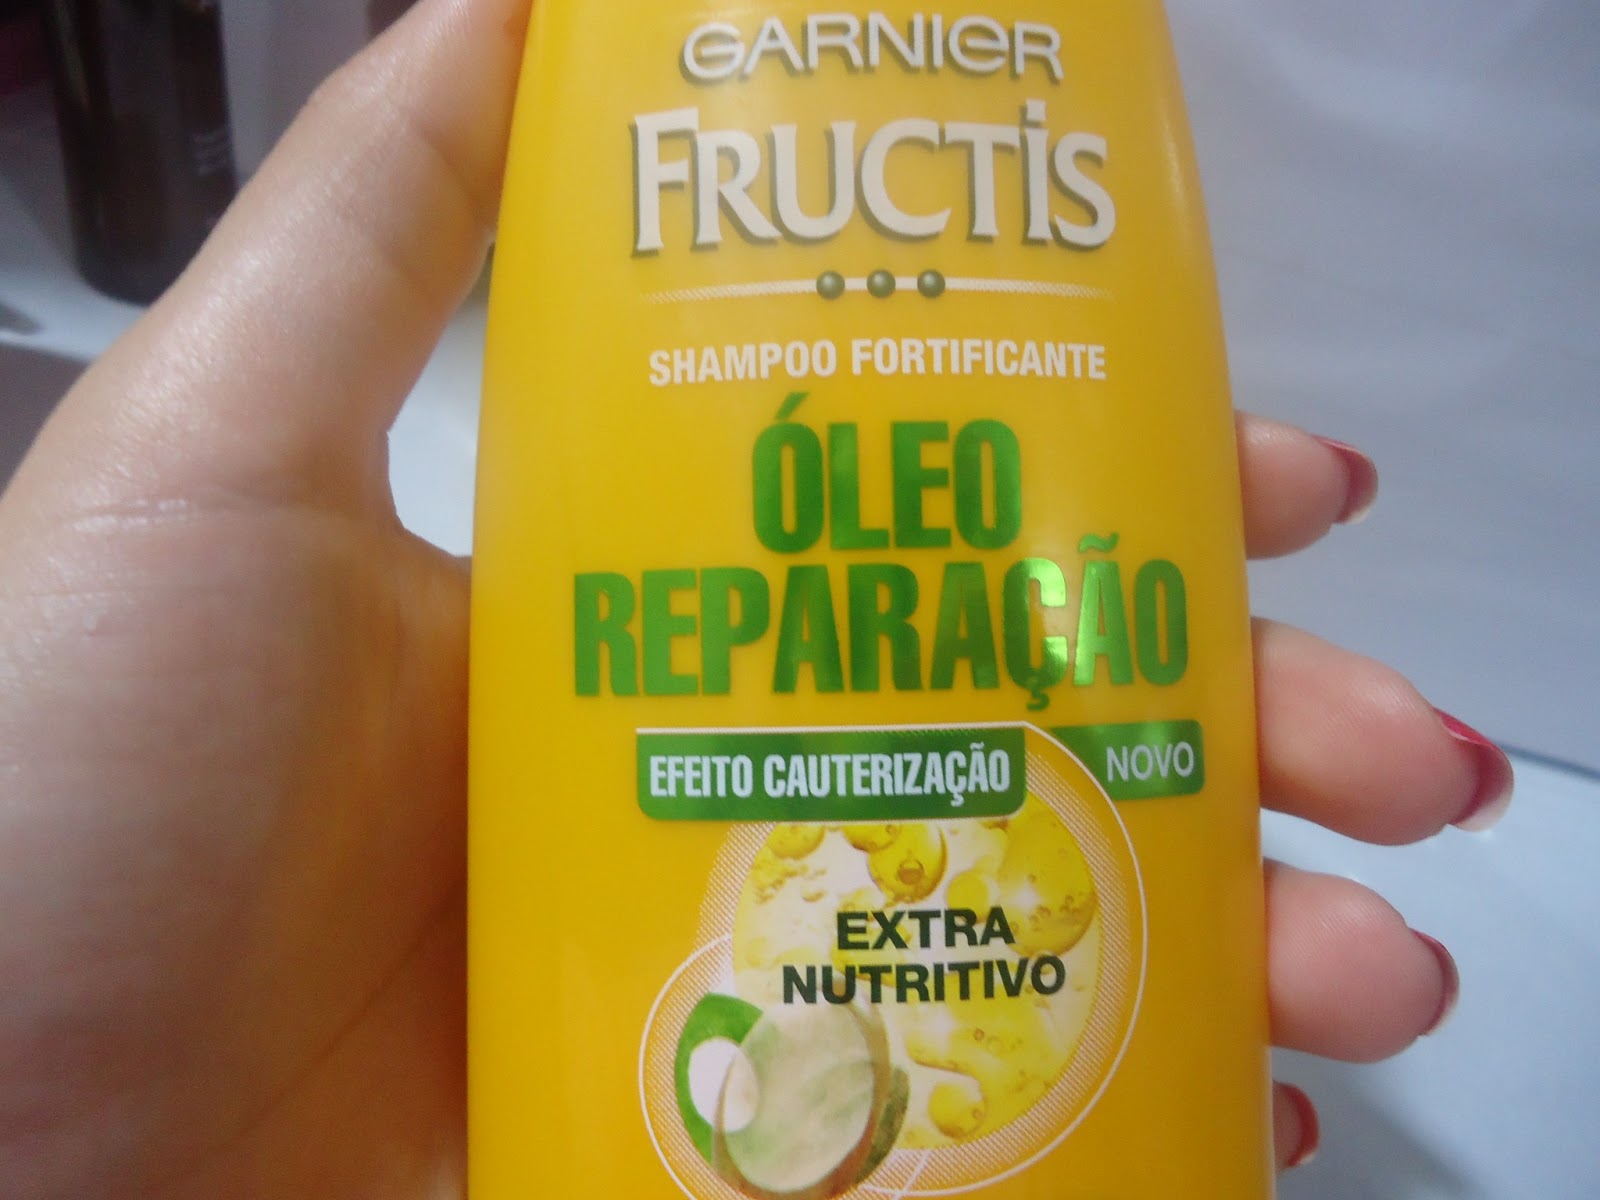 GARNIER
FRUCTIS
SHAMPOO FORTIFICANTE
ÓLEO
REPARAÇÃO
EFEITO CAUTERIZAÇÃO
NOVO
EXTRA
NUTRITIVO